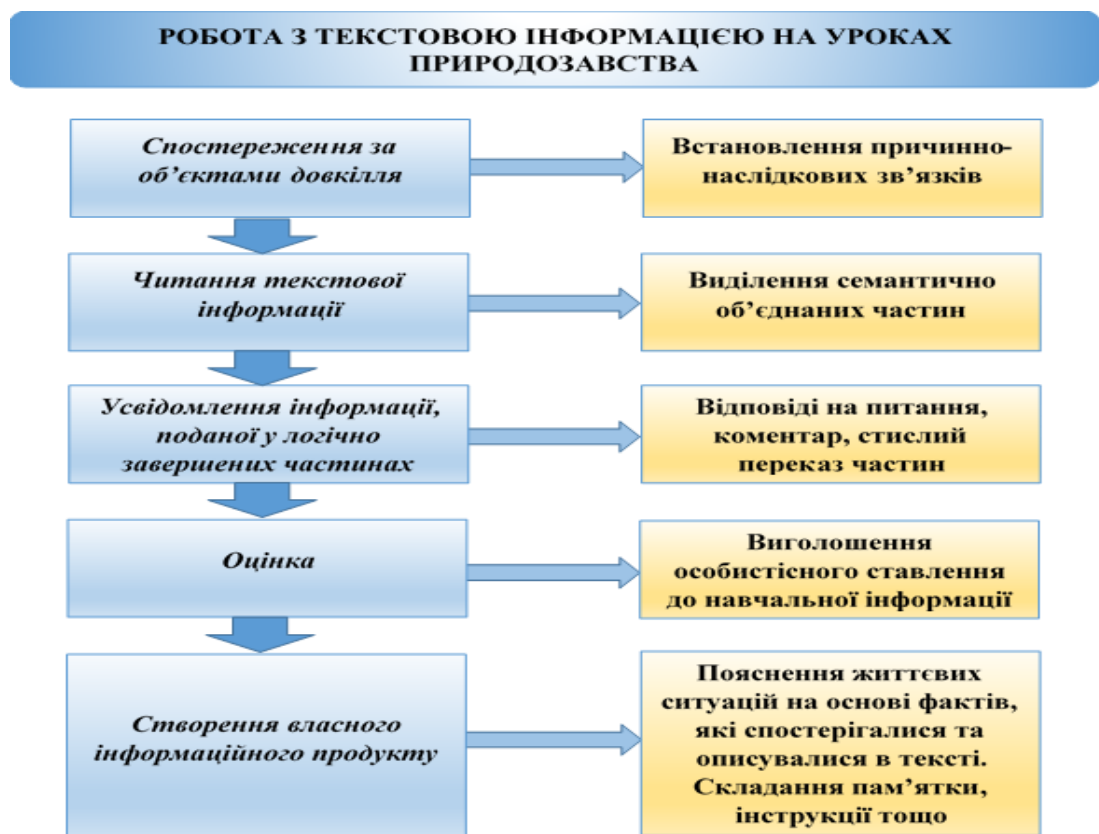 РОБОТА З ТЕКСТОВОЮ ІНФОРМАЦІЄЮ НА УРОКАХ
ПРИРОДОЗАВСТВА
Спостереження за
об’єктами довкілля
Встановлення причинно-
наслідкових зв’язків
Читання текстової
інформації
Виділення семантично
об’єднаних частин
Усвідомлення інформації,
поданої у логічно
завершених частинах
Відповіді на питання,
коментар, стислий
переказ частин
Оцінка
Виголошення
особистісного ставлення
до навчальної інформації
Створення власного
інформаційного продукту
Пояснення життєвих
ситуацій на основі фактів,
які спостерігалися та
описувалися в тексті.
Складання пам’ятки,
інструкції тощо